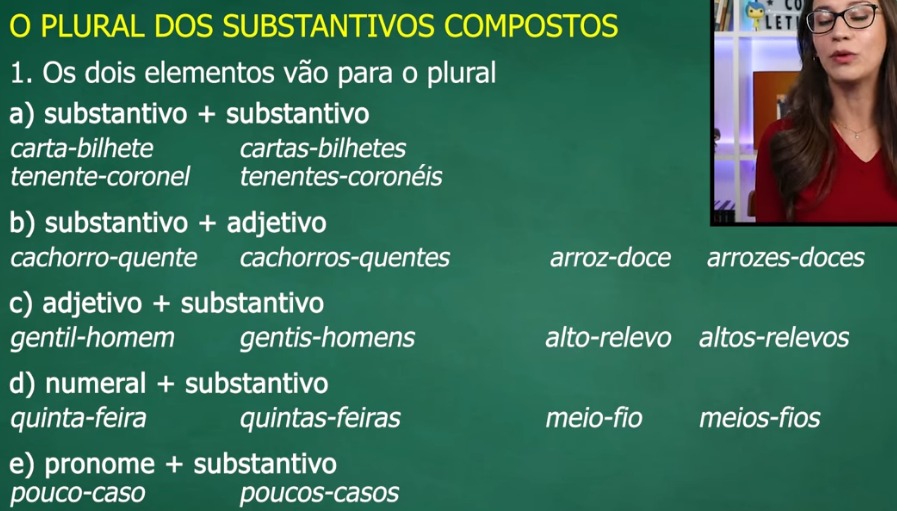 O PLURAL DOS SUBSTANTIVOS COMPOSTOS
1. Os dois elementos vão para o plural
a) substantivo + substantivo
carta-bilhete cartas-bilhetes
tenente-coronel tenentes-coronéis
b) substantivo + adjetivo
cachorro-quente cachorros-quentes arroz-doce arrozes-doces
c) adjetivo + substantivo
gentil-homem gentis-homens alto-relevo altos-relevos
d) numeral + substantivo
quinta-feira quintas-feiras meio-fio meios-fios
e) pronome + substantivo
pouco-caso poucos-casos